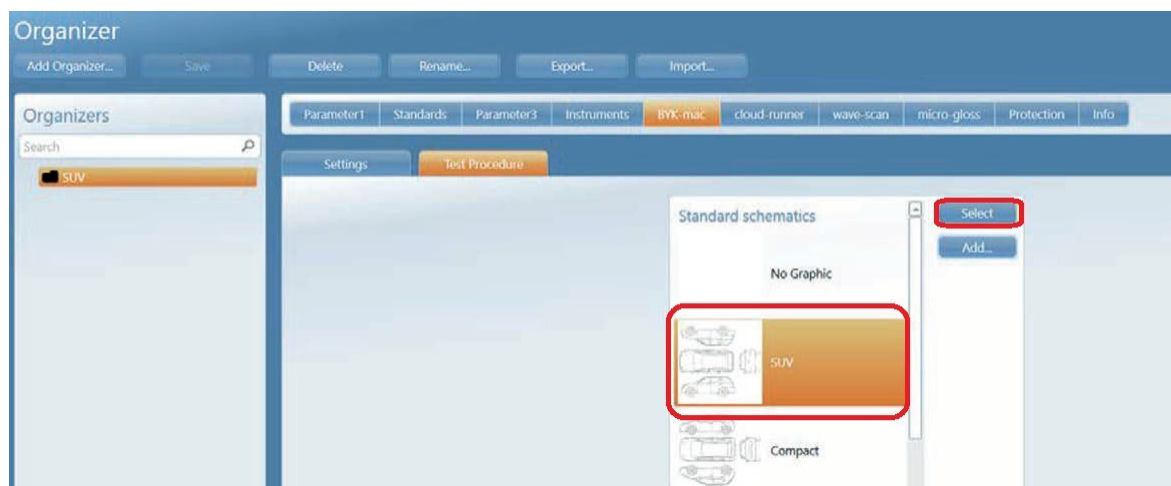 Organizer
Add Organizer... Save Delete Rename... Export... Import...
Organizers
Search
SUV
Parameter1 Standards Parameter3 Instruments BYK-mac cloud-runner wave-scan micro-gloss Protection Info
Settings Test Procedure
Standard schematics
Select
Add...
No Graphic
SUV
Compact